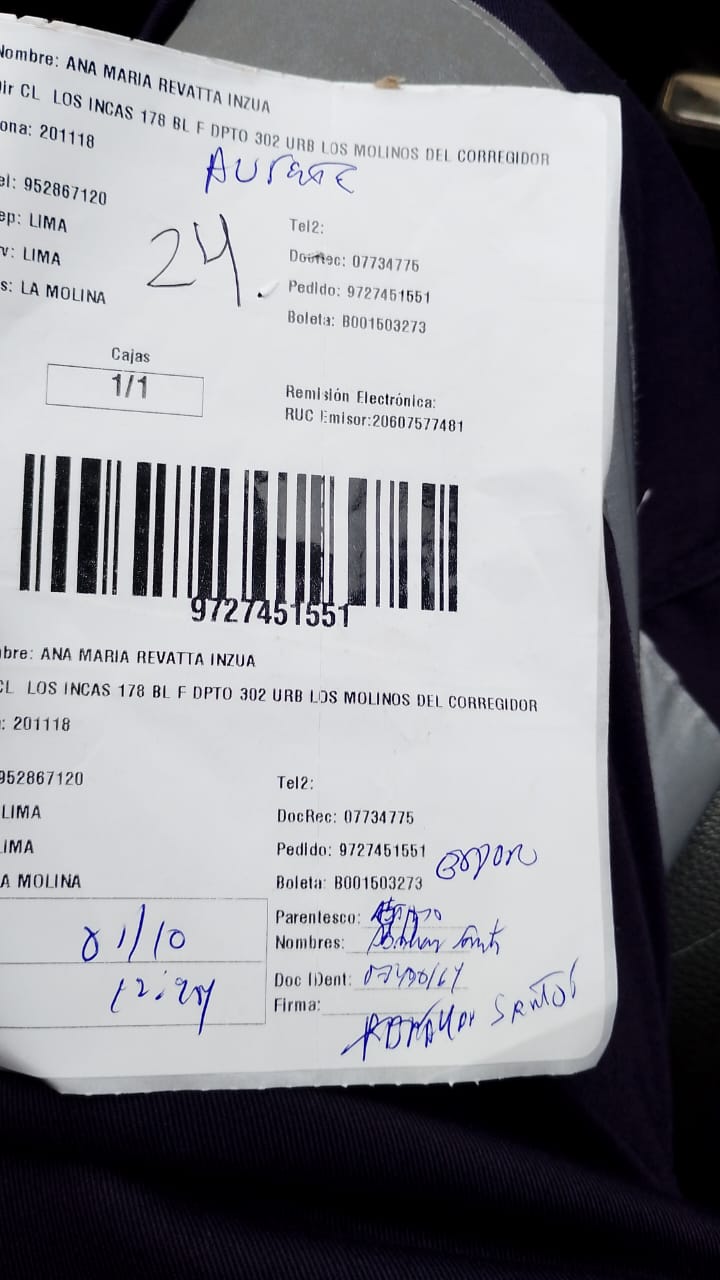 Nombre: ANA MARIA REVATTA INZUA
Dir CL LOS INCAS 178 BL F DPTO 302 URB LOS MOLINOS DEL CORREGIDOR
ona: 201118
el: 952867120
24.
Tel2:
ep: LIMA
DocRec: 07734775
v: LIMA
Pedido: 9727451551
s: LA MOLINA
Boleta: B001503273
Cajas
1/1
Remisión Electrónica:
RUC Emisor:20607577481
9727451551
bre: ANA MARIA REVATTA INZUA
CL LOS INCAS 178 BL F DPTO 302 URB LOS MOLINOS DEL CORREGIDOR
: 201118
952867120
Tel2:
LIMA
DocRec: 07734775
IMA
Pedido: 9727451551
A MOLINA
Boleta: B001503273
Parentesco:
01/10
Nombres:
Doc IDent:
Firma:
SANTOS